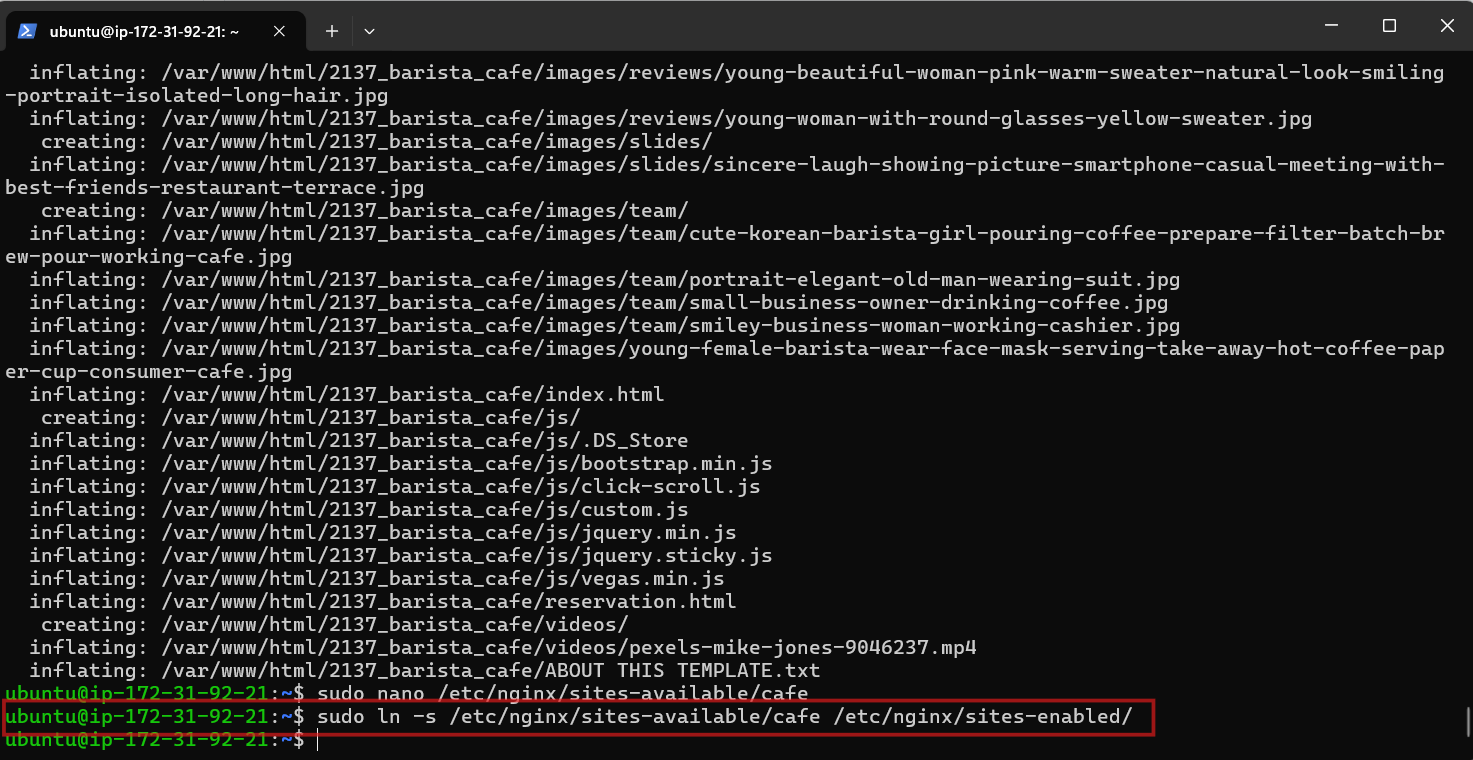 ubuntu@ip-172-31-92-21: ~
  inflating: /var/www/html/2137_barista_cafe/images/reviews/young-beautiful-woman-pink-warm-sweater-natural-look-smiling
-portrait-isolated-long-hair.jpg
  inflating: /var/www/html/2137_barista_cafe/images/reviews/young-woman-with-round-glasses-yellow-sweater.jpg
   creating: /var/www/html/2137_barista_cafe/images/slides/
  inflating: /var/www/html/2137_barista_cafe/images/slides/sincere-laugh-showing-picture-smartphone-casual-meeting-with-
best-friends-restaurant-terrace.jpg
   creating: /var/www/html/2137_barista_cafe/images/team/
  inflating: /var/www/html/2137_barista_cafe/images/team/cute-korean-barista-girl-pouring-coffee-prepare-filter-batch-br
ew-pour-working-cafe.jpg
  inflating: /var/www/html/2137_barista_cafe/images/team/portrait-elegant-old-man-wearing-suit.jpg
  inflating: /var/www/html/2137_barista_cafe/images/team/small-business-owner-drinking-coffee.jpg
  inflating: /var/www/html/2137_barista_cafe/images/team/smiley-business-woman-working-cashier.jpg
  inflating: /var/www/html/2137_barista_cafe/images/young-female-barista-wear-face-mask-serving-take-away-hot-coffee-pap
er-cup-consumer-cafe.jpg
  inflating: /var/www/html/2137_barista_cafe/index.html
   creating: /var/www/html/2137_barista_cafe/js/
  inflating: /var/www/html/2137_barista_cafe/js/.DS_Store
  inflating: /var/www/html/2137_barista_cafe/js/bootstrap.min.js
  inflating: /var/www/html/2137_barista_cafe/js/click-scroll.js
  inflating: /var/www/html/2137_barista_cafe/js/custom.js
  inflating: /var/www/html/2137_barista_cafe/js/jquery.min.js
  inflating: /var/www/html/2137_barista_cafe/js/jquery.sticky.js
  inflating: /var/www/html/2137_barista_cafe/js/vegas.min.js
  inflating: /var/www/html/2137_barista_cafe/reservation.html
   creating: /var/www/html/2137_barista_cafe/videos/
  inflating: /var/www/html/2137_barista_cafe/videos/pexels-mike-jones-9046237.mp4
  inflating: /var/www/html/2137_barista_cafe/ABOUT THIS TEMPLATE.txt
ubuntu@ip-172-31-92-21:~$ sudo nano /etc/nginx/sites-available/cafe
ubuntu@ip-172-31-92-21:~$ sudo ln -s /etc/nginx/sites-available/cafe /etc/nginx/sites-enabled/
ubuntu@ip-172-31-92-21:~$